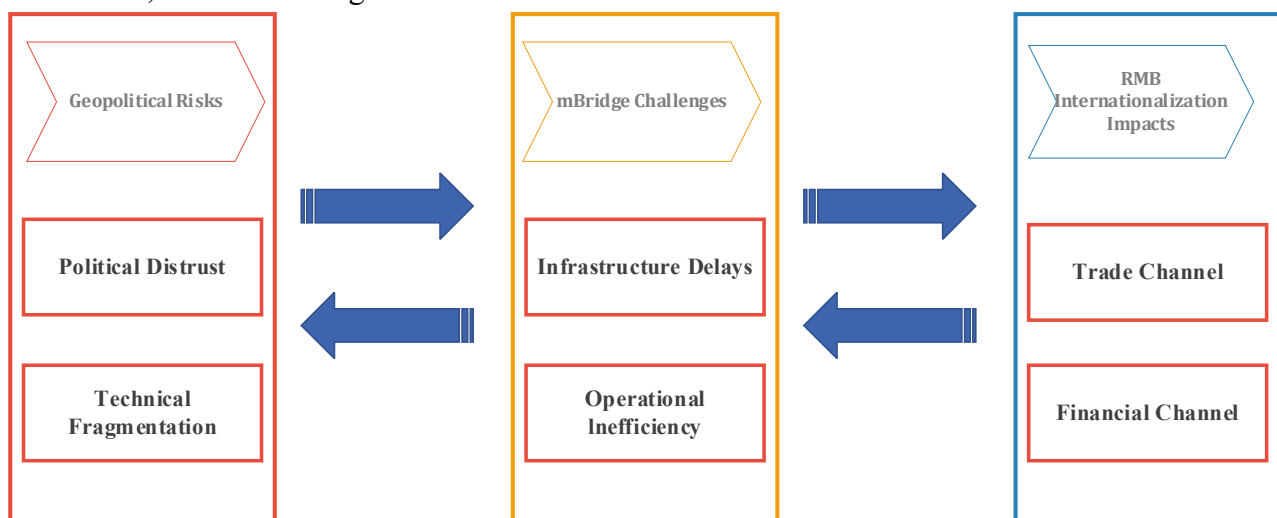 Geopolitical Risks
mBridge Challenges
RMB
Internationalization
Impacts
Political Distrust
Infrastructure Delays
Trade Channel
Technical
Fragmentation
Operational
Inefficiency
Financial Channel